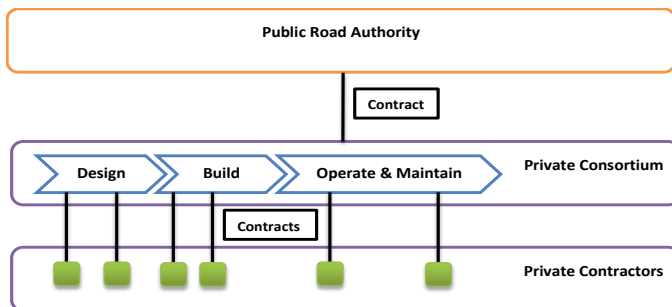 Public Road Authority
Contract
Design Build Operate & Maintain Private Consortium
Contracts
Private Contractors